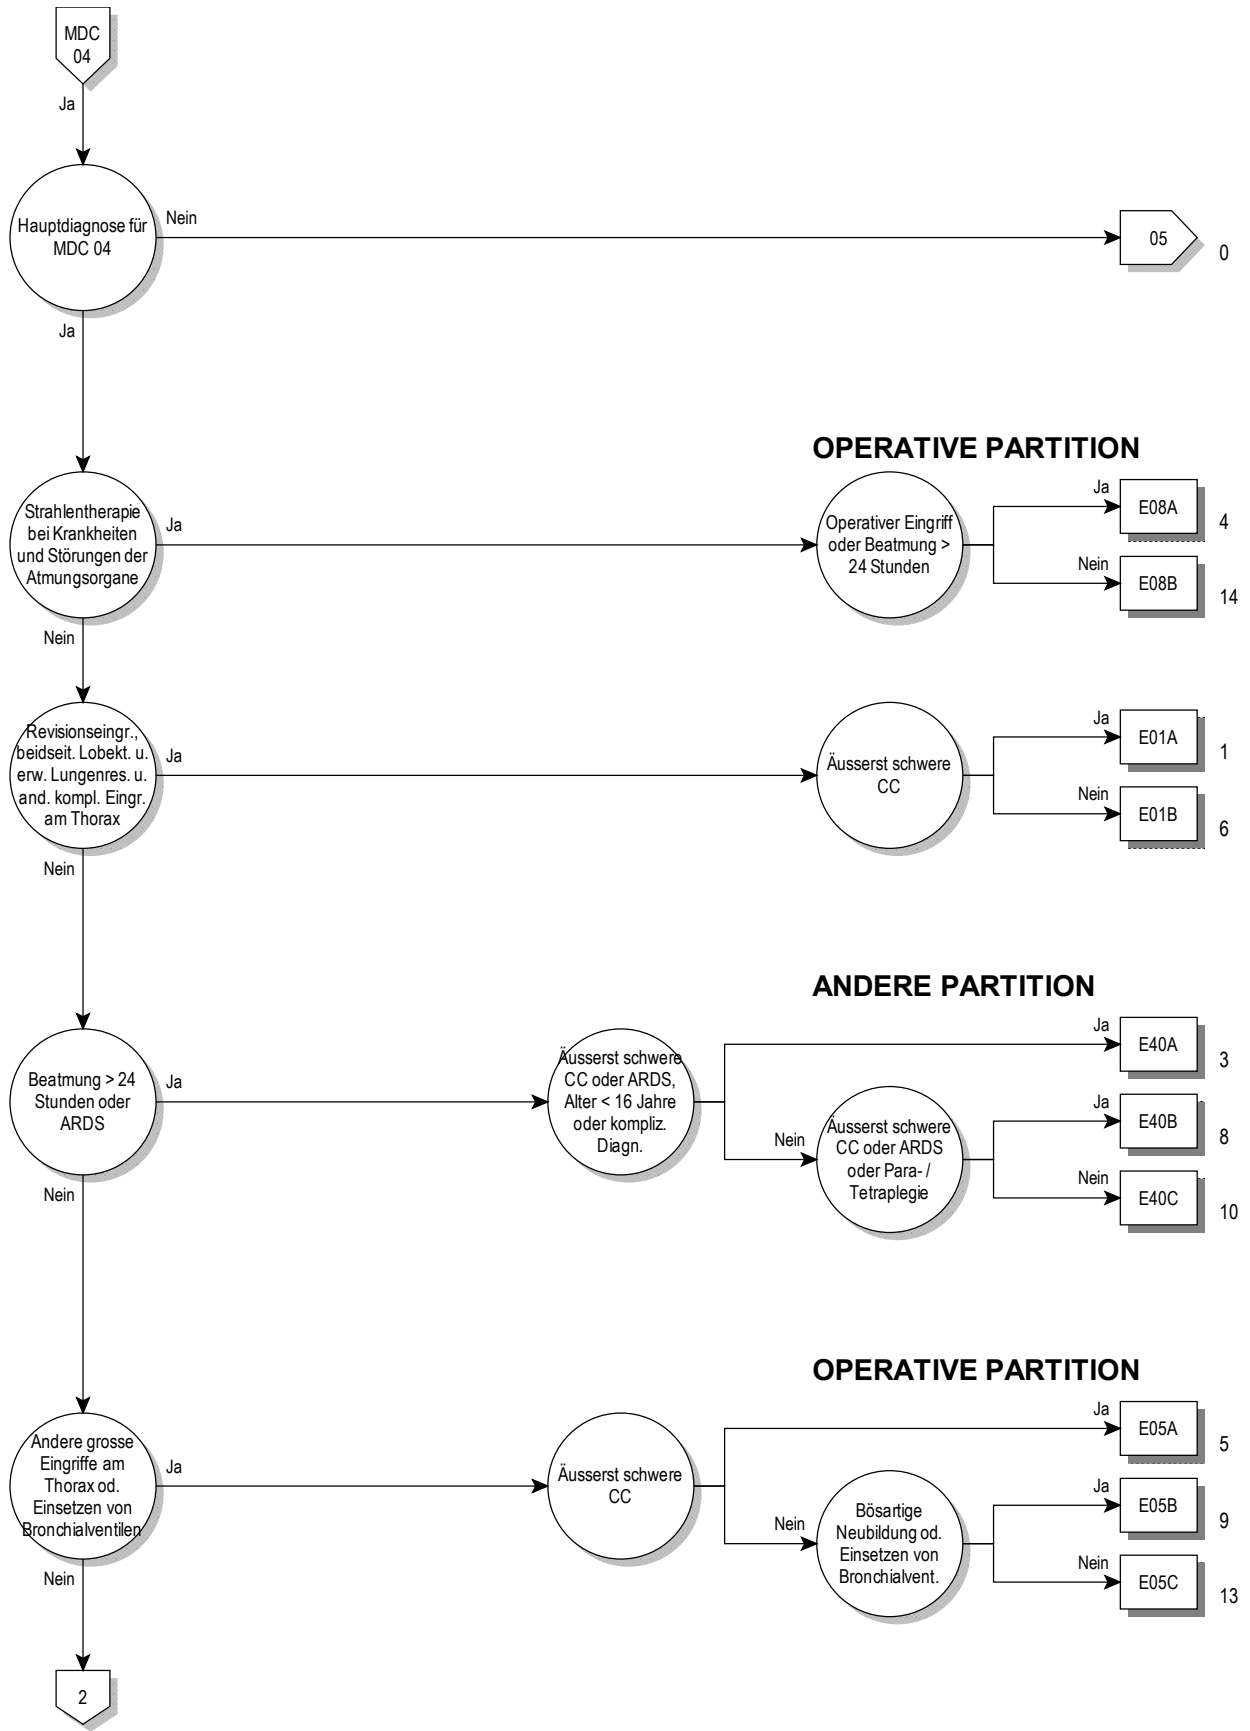 MDC
04
Ja
Hauptdiagnose für
MDC 04
Nein
05
0
Ja
OPERATIVE PARTITION
Strahlentherapie
bei Krankheiten
und Störungen der
Atmungsorgane
Ja
Operativer Eingriff
oder Beatmung >
24 Stunden
Ja
E08A
4
Nein
E08B
14
Nein
Revisionseingr.,
beidseit. Lobekt. u.
erw. Lungenres. u.
and. kompl. Eingr.
am Thorax
Ja
Äusserst schwere
CC
Ja
E01A
1
Nein
E01B
6
Nein
ANDERE PARTITION
Beatmung > 24
Stunden oder
ARDS
Ja
Äusserst schwere
CC oder ARDS,
Alter < 16 Jahre
oder kompliz.
Diagn.
Ja
E40A
3
Nein
Äusserst schwere
CC oder ARDS
oder Para- /
Tetraplegie
Ja
E40B
8
Nein
E40C
10
Nein
OPERATIVE PARTITION
Andere grosse
Eingriffe am
Thorax od.
Einsetzen von
Bronchialventilen
Ja
Äusserst schwere
CC
Ja
E05A
5
Nein
Bösartige
Neubildung od.
Einsetzen von
Bronchialvent.
Ja
E05B
9
Nein
E05C
13
Nein
2